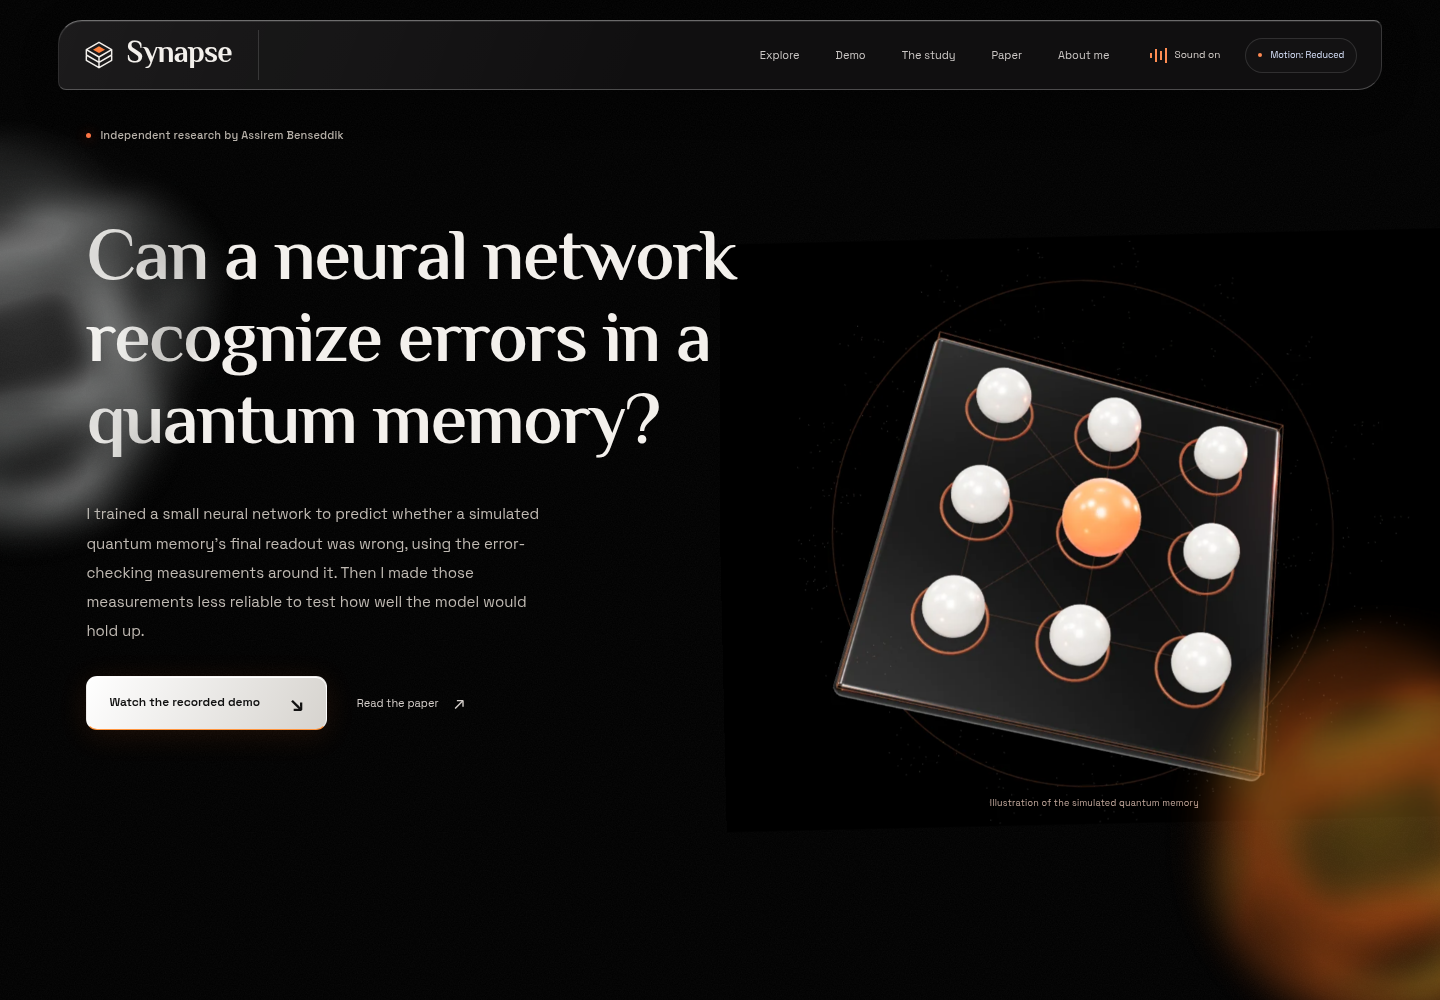 Synapse
Explore
Demo
The study
Paper
About me
Sound on
Motion: Reduced
Independent research by Assirem Benseddik
Can a neural network
recognize errors in a
quantum memory?
I trained a small neural network to predict whether a simulated
quantum memory’s final readout was wrong, using the error-
checking measurements around it. Then I made those
measurements less reliable to test how well the model would
hold up.
Watch the recorded demo
Read the paper
Illustration of the simulated quantum memory